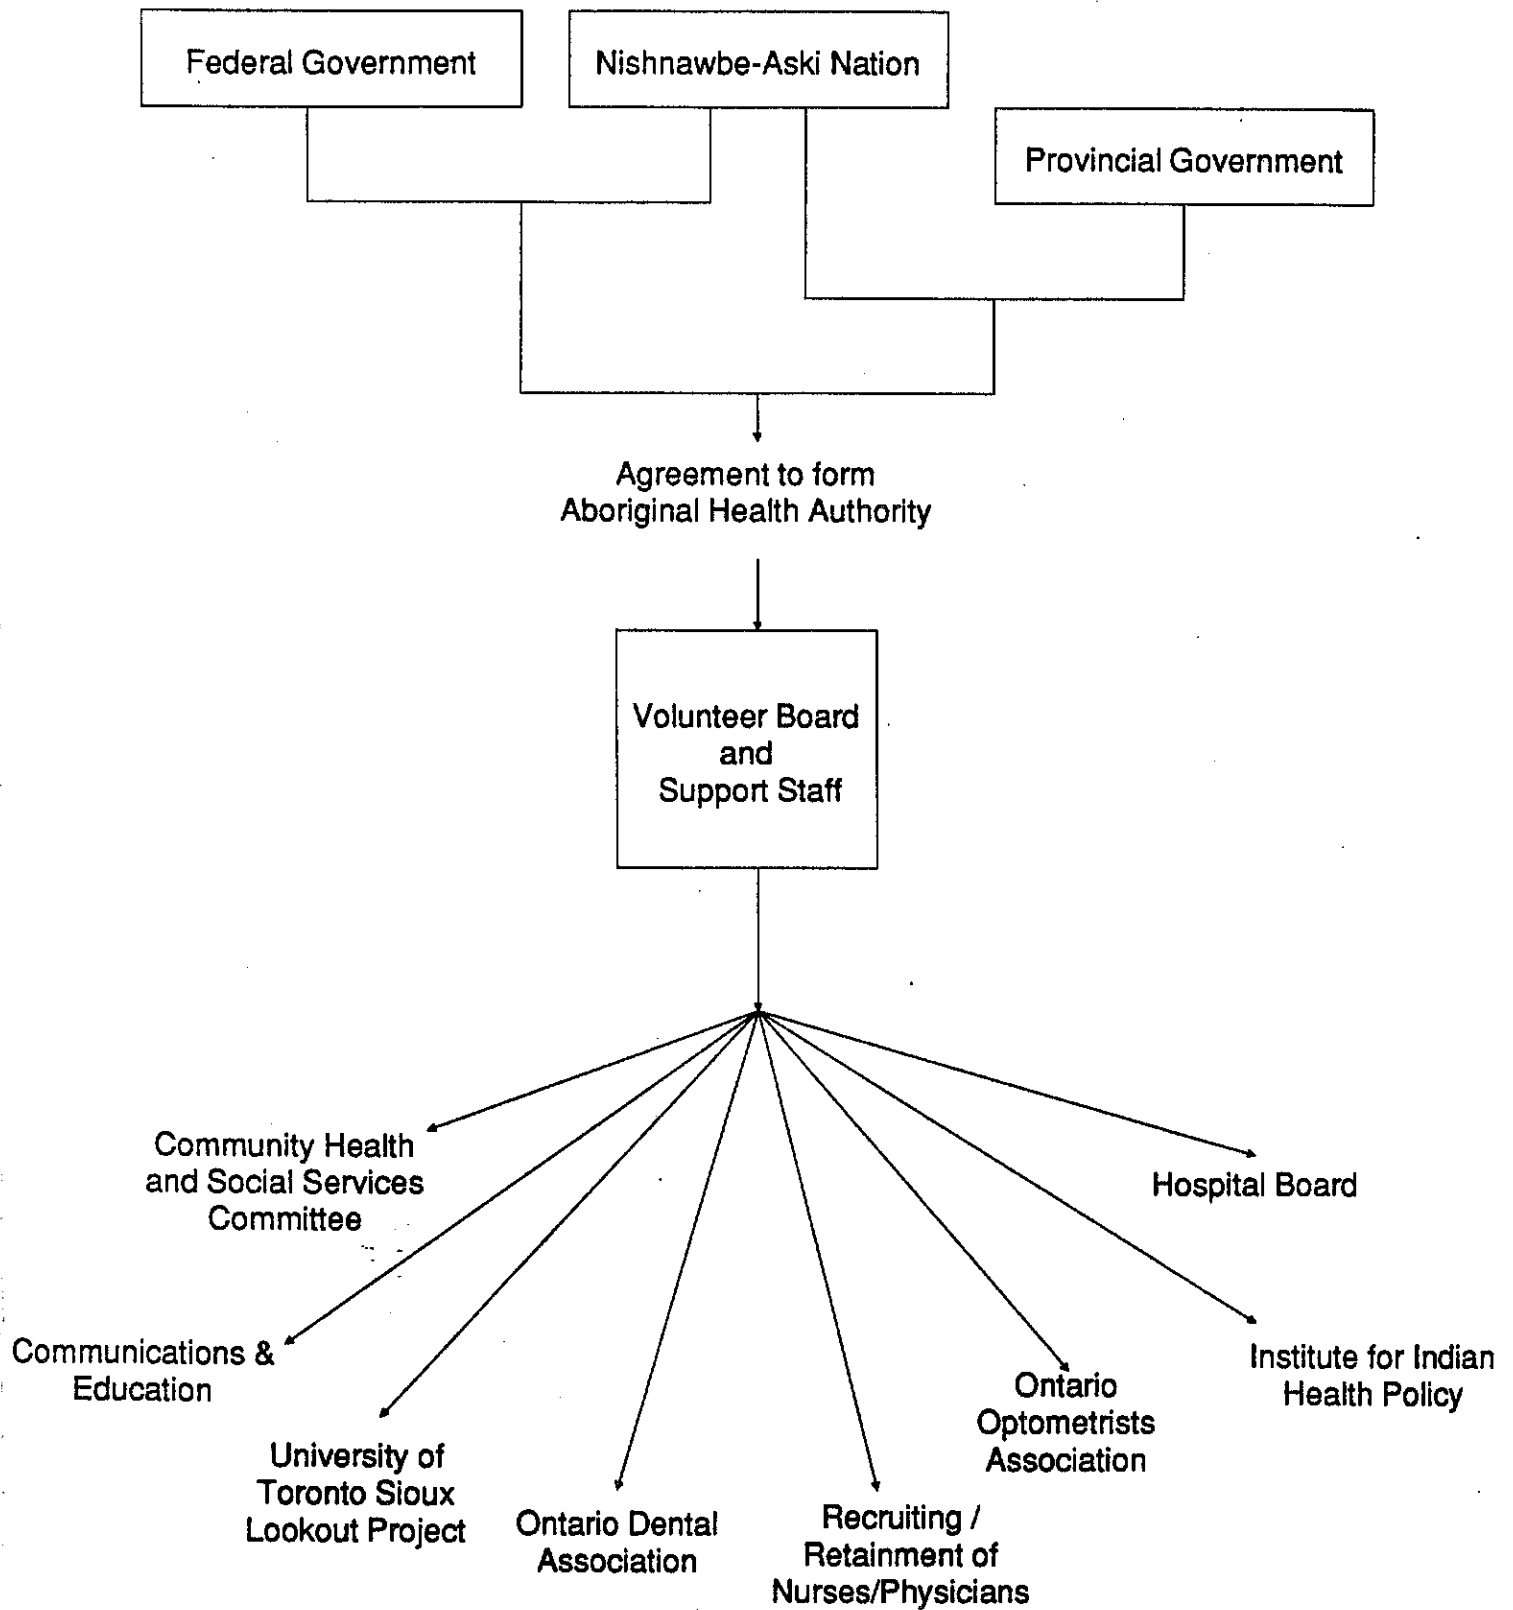 Federal Government
Nishnawbe-Aski Nation
Provincial Government
Agreement to form
Aboriginal Health Authority
Volunteer Board
and
Support Staff
Community Health
and Social Services
Committee
Hospital Board
Communications &
Education
Institute for Indian
Health Policy
University of
Toronto Sioux
Lookout Project
Ontario
Optometrists
Association
Ontario Dental
Association
Recruiting /
Retainment of
Nurses/Physicians